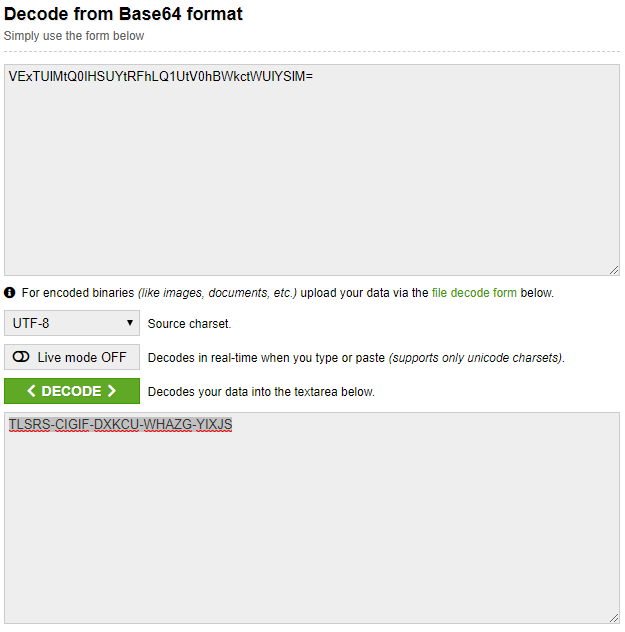 Decode from Base64 format
Simply use the form below
VExTUlMtQ0lHSUYtRFhLQ1UtV0hBWkctWUlYSlM=
For encoded binaries (like images, documents, etc.) upload your data via the file decode form below.
UTF-8 Source charset.
Live mode OFF Decodes in real-time when you type or paste (supports only unicode charsets).
< DECODE > Decodes your data into the textarea below.
TLSRS-CIGIF-DXKCU-WHAZG-YIXJS